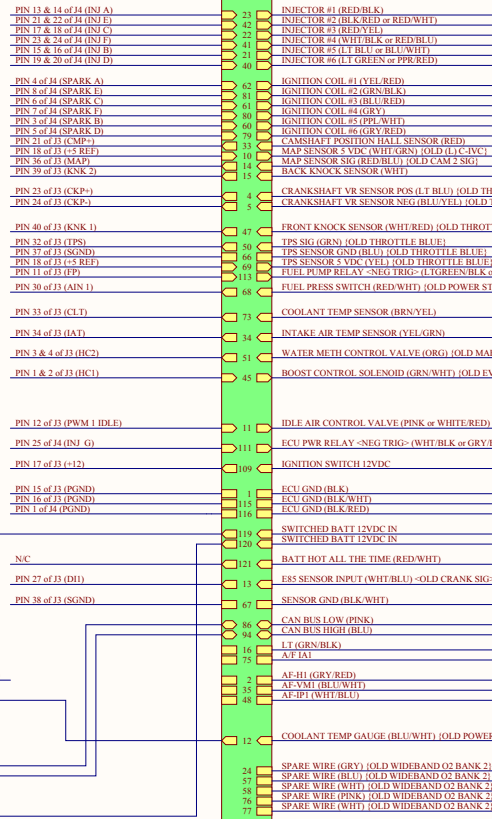 PIN 13 & 14 of J4 (INJ A) 23 INJECTOR #1 (RED/BLK)
PIN 21 & 22 of J4 (INJ E) 42 INJECTOR #2 (BLK/RED or RED/WHT)
PIN 17 & 18 of J4 (INJ C) 22 INJECTOR #3 (RED/YEL)
PIN 23 & 24 of J4 (INJ F) 41 INJECTOR #4 (WHT/BLK or RED/BLU)
PIN 15 & 16 of J4 (INJ B) 21 INJECTOR #5 (LT BLU or BLU/WHT)
PIN 19 & 20 of J4 (INJ D) 40 INJECTOR #6 (LT GREEN or PPR/RED)
PIN 4 of J4 (SPARK A) 62 IGNITION COIL #1 (YEL/RED)
PIN 8 of J4 (SPARK E) 81 IGNITION COIL #2 (GRN/BLK)
PIN 6 of J4 (SPARK C) 61 IGNITION COIL #3 (BLU/RED)
PIN 7 of J4 (SPARK F) 80 IGNITION COIL #4 (GRY)
PIN 3 of J4 (SPARK B) 60 IGNITION COIL #5 (PPL/WHT)
PIN 5 of J4 (SPARK D) 79 IGNITION COIL #6 (GRY/RED)
PIN 21 of J3 (CMP+) 33 CAMSHAFT POSITION HALL SENSOR (RED)
PIN 18 of J3 (+5 REF) 10 MAP SENSOR 5 VDC (WHT/GRN) {OLD (L) C-IVC}
PIN 36 of J3 (MAP) 14 MAP SENSOR SIG (RED/BLU) {OLD CAM 2 SIG}
PIN 39 of J3 (KNK 2) 15 BACK KNOCK SENSOR (WHT)
PIN 23 of J3 (CKP+) 4 CRANKSHAFT VR SENSOR POS (LT BLU) {OLD TH
PIN 24 of J3 (CKP-) 5 CRANKSHAFT VR SENSOR NEG (BLU/YEL) {OLD T
PIN 40 of J3 (KNK 1) 47 FRONT KNOCK SENSOR (WHT/RED) {OLD THROT
PIN 32 of J3 (TPS) 50 TPS SIG (GRN) {OLD THROTTLE BLUE}
PIN 37 of J3 (SGND) 66 TPS SENSOR GND (BLU) {OLD THROTTLE BLUE}
PIN 18 of J3 (+5 REF) 69 TPS SENSOR 5 VDC (YEL) {OLD THROTTLE BLUE}
PIN 11 of J3 (FP) 113 FUEL PUMP RELAY <NEG TRIG> (LTGREEN/BLK o
PIN 30 of J3 (AIN 1) 68 FUEL PRESS SWITCH (RED/WHT) {OLD POWER ST
PIN 33 of J3 (CLT) 73 COOLANT TEMP SENSOR (BRN/YEL)
PIN 34 of J3 (IAT) 34 INTAKE AIR TEMP SENSOR (YEL/GRN)
PIN 3 & 4 of J3 (HC2) 51 WATER METH CONTROL VALVE (ORG) {OLD MA
PIN 1 & 2 of J3 (HC1) 45 BOOST CONTROL SOLENOID (GRN/WHT) {OLD EV
PIN 12 of J3 (PWM 1 IDLE) 11 IDLE AIR CONTROL VALVE (PINK or WHITE/RED)
PIN 25 of J4 (INJ G) 111 ECU PWR RELAY <NEG TRIG> (WHT/BLK or GRY/
PIN 17 of J3 (+12) 109 IGNITION SWITCH 12VDC
PIN 15 of J3 (PGND) 1 ECU GND (BLK)
PIN 16 of J3 (PGND) 115 ECU GND (BLK/WHT)
PIN 1 of J4 (PGND) 116 ECU GND (BLK/RED)
119 SWITCHED BATT 12VDC IN
120 SWITCHED BATT 12VDC IN
N/C 121 BATT HOT ALL THE TIME (RED/WHT)
PIN 27 of J3 (DI1) 13 E85 SENSOR INPUT (WHT/BLU) <OLD CRANK SIG>
PIN 38 of J3 (SGND) 67 SENSOR GND (BLK/WHT)
86 CAN BUS LOW (PINK)
94 CAN BUS HIGH (BLU)
16 LT (GRN/BLK)
75 A/F IA1
2 AF-H1 (GRY/RED)
35 AF-VM1 (BLU/WHT)
48 AF-IP1 (WHT/BLU)
12 COOLANT TEMP GAUGE (BLU/WHT) {OLD POWER
24 SPARE WIRE (GRY) {OLD WIDEBAND O2 BANK 2}
57 SPARE WIRE (BLU) {OLD WIDEBAND O2 BANK 2}
58 SPARE WIRE (WHT) {OLD WIDEBAND O2 BANK 2}
76 SPARE WIRE (PINK) {OLD WIDEBAND O2 BANK 2
77 SPARE WIRE (WHT) {OLD WIDEBAND O2 BANK 2}